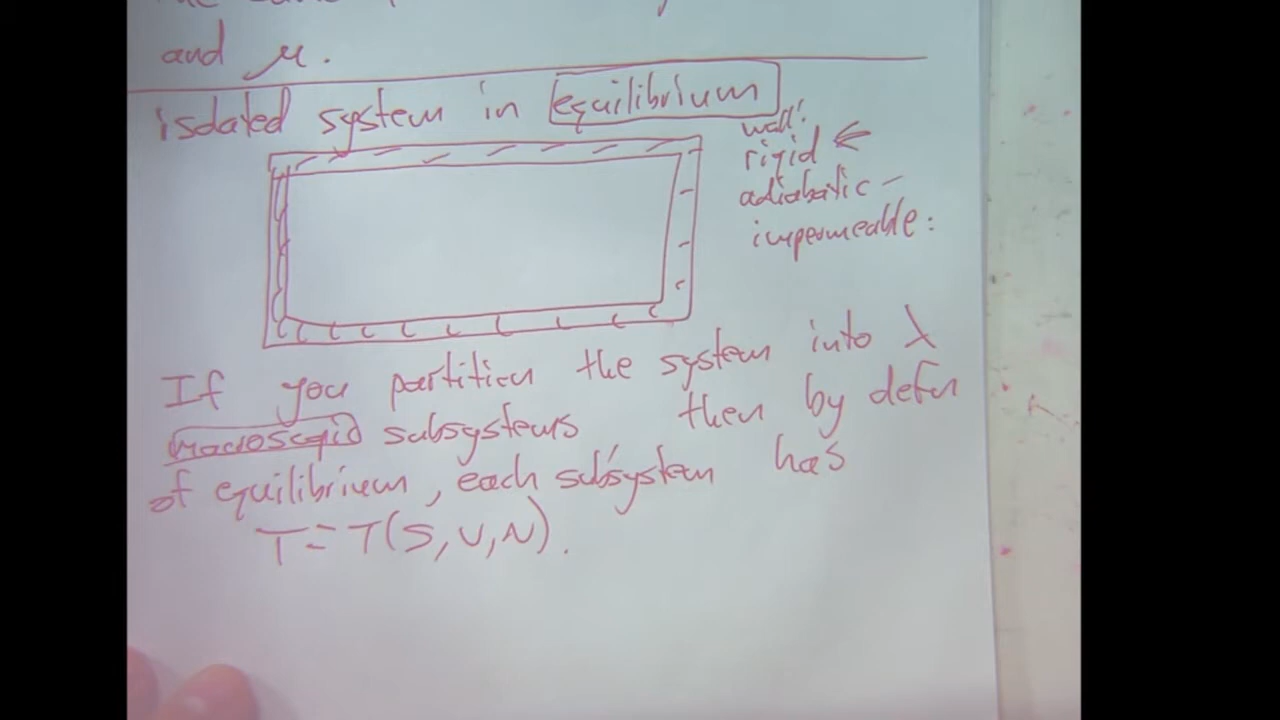 and μ.
isolated system in equilibrium
wall:
rigid ←
adiabatic -
impermeable:
If you partition the system into λ
macroscopic subsystems then by defn
of equilibrium, each subsystem has
T = T(S, V, N).